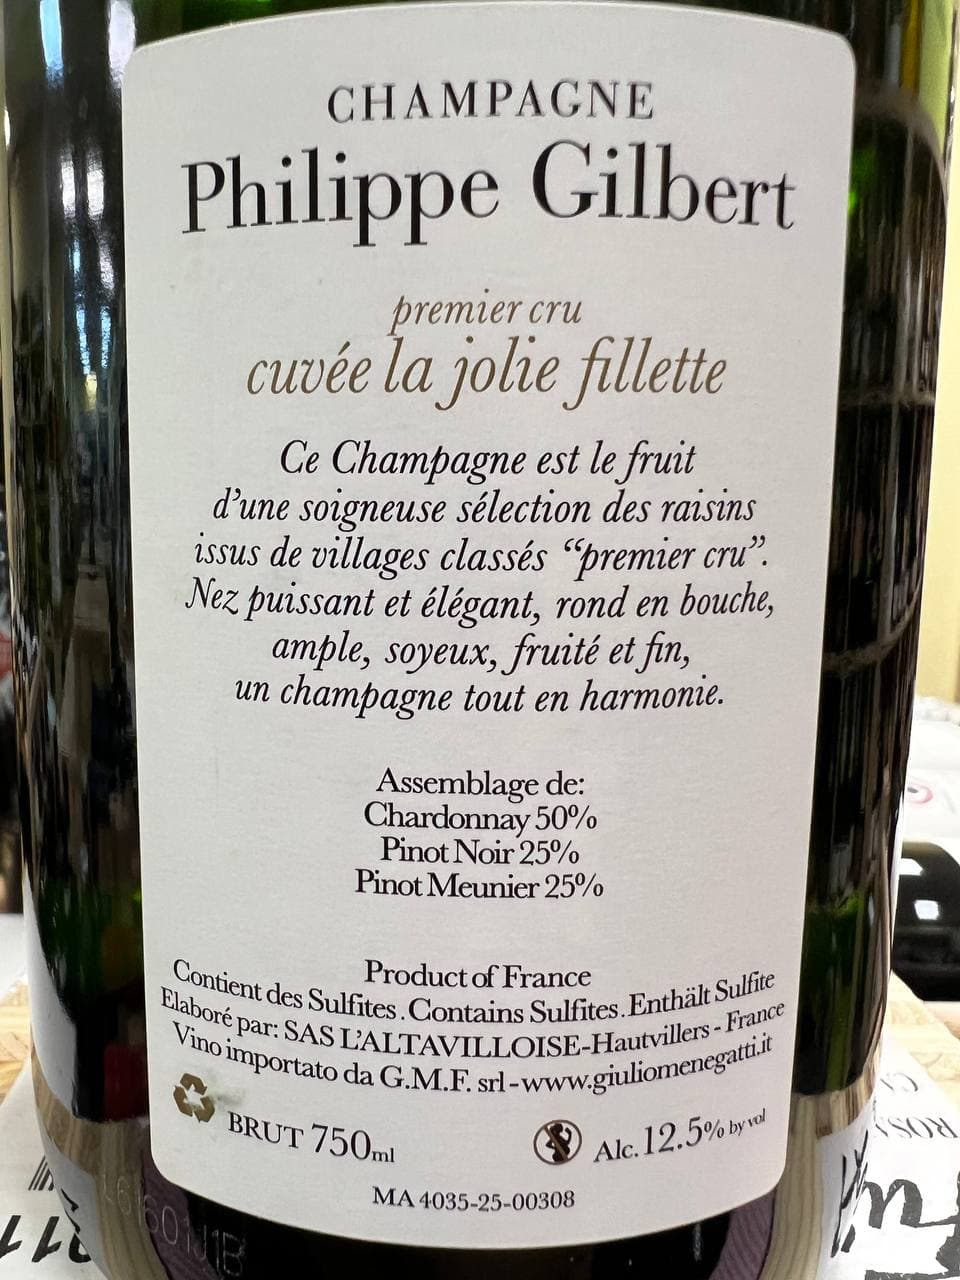 CHAMPAGNE
Philippe Gilbert
premier cru
cuvée la jolie fillette
Ce Champagne est le fruit
d’une soigneuse sélection des raisins
issus de villages classés “premier cru”.
Nez puissant et élégant, rond en bouche,
ample, soyeux, fruité et fin,
un champagne tout en harmonie.
Assemblage de:
Chardonnay 50%
Pinot Noir 25%
Pinot Meunier 25%
Product of France
Contient des Sulfites. Contains Sulfites. Enthält Sulfite
Elaboré par: SAS L’ALTAVILLOISE-Hautvillers - France
Vino importato da G.M.F. srl - www.giuliomenegatti.it
BRUT 750ml
Alc. 12.5% by vol
MA 4035-25-00308